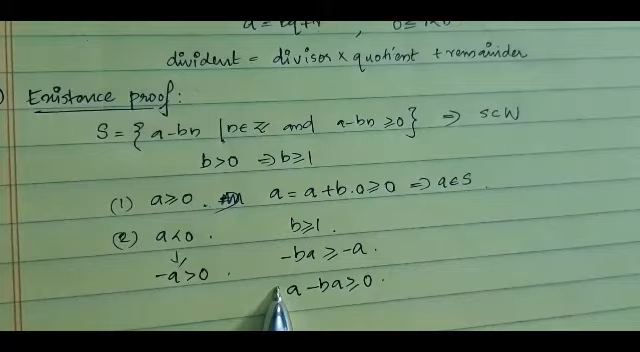 divident = divisor × quotient + remainder
Existance proof:
S = { a-bn | n∈ℤ and a-bn ≥0} ⇒ S⊂W
b>0 ⇒ b≥1
(1) a≥0. a = a+b.0≥0 ⇒ a∈S.
(2) a<0. b≥1.
↓ -ba ≥ -a.
-a>0. a-ba≥0.